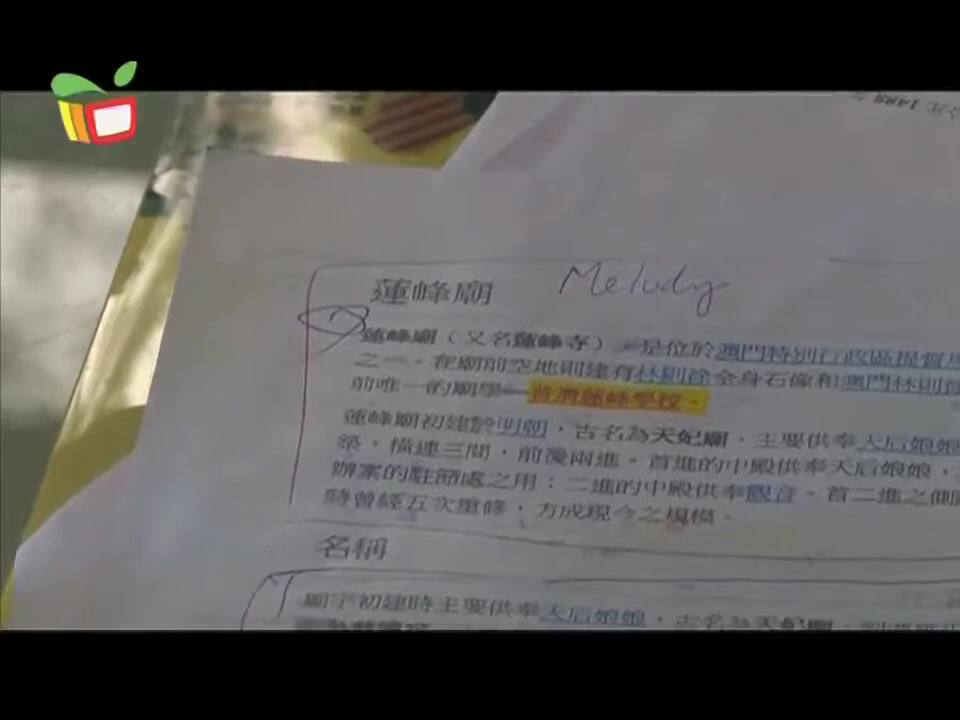 蓮峰廟 Melody
蓮峰廟（又名蓮峰寺），是位於澳門特別行政區提督
之一。在廟前空地則建有林則徐全身石像和澳門林則徐
前唯一的廟學—普濟蓮峰學校。
蓮峰廟初建於明朝，古名為天妃廟，主要供奉天后娘娘
築。橫連三間，前後兩進。首進的中殿供奉天后娘娘，
辦案的駐節處之用；二進的中殿供奉觀音。首二進之側
時曾經五次重修，方成現今之規模。
名稱
廟宇初建時主要供奉天后娘娘，古名為天妃廟，